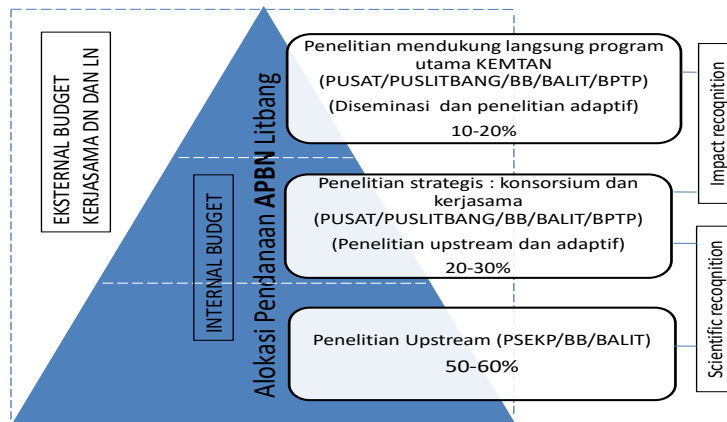 EKSTERNAL BUDGET
KERJASAMA DN DAN LN
INTERNAL BUDGET
Alokasi Pendanaan APBN Litbang
Penelitian mendukung langsung program
utama KEMTAN
(PUSAT/PUSLITBANG/BB/BALIT/BPTP)
(Diseminasi dan penelitian adaptif)
10-20%
Penelitian strategis : konsorsium dan
kerjasama
(PUSAT/PUSLITBANG/BB/BALIT/BPTP)
(Penelitian upstream dan adaptif)
20-30%
Penelitian Upstream (PSEKP/BB/BALIT)
50-60%
Impact recognition
Scientific recognition